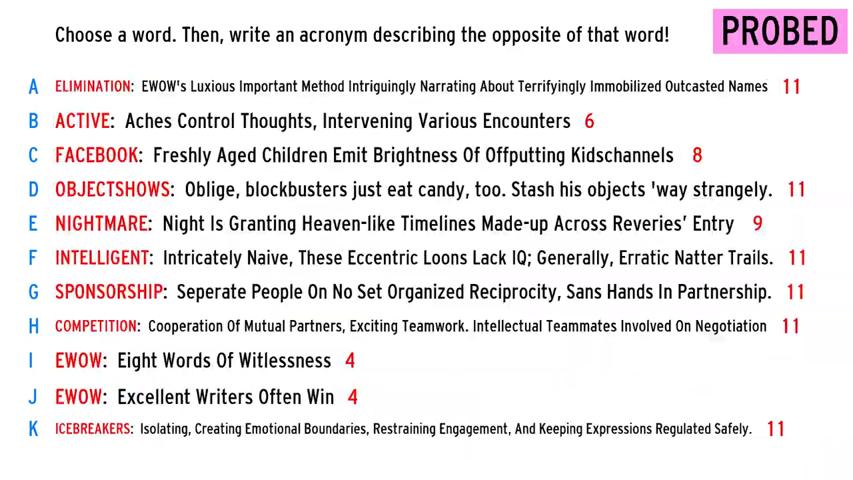 Choose a word. Then, write an acronym describing the opposite of that word! PROBED
A ELIMINATION: EWOW's Luxious Important Method Intriguingly Narrating About Terrifyingly Immobilized Outcasted Names 11
B ACTIVE: Aches Control Thoughts, Intervening Various Encounters 6
C FACEBOOK: Freshly Aged Children Emit Brightness Of Offputting Kidschannels 8
D OBJECTSHOWS: Oblige, blockbusters just eat candy, too. Stash his objects 'way strangely. 11
E NIGHTMARE: Night Is Granting Heaven-like Timelines Made-up Across Reveries' Entry 9
F INTELLIGENT: Intricately Naive, These Eccentric Loons Lack IQ; Generally, Erratic Natter Trails. 11
G SPONSORSHIP: Seperate People On No Set Organized Reciprocity, Sans Hands In Partnership. 11
H COMPETITION: Cooperation Of Mutual Partners, Exciting Teamwork. Intellectual Teammates Involved On Negotiation 11
I EWOW: Eight Words Of Witlessness 4
J EWOW: Excellent Writers Often Win 4
K ICEBREAKERS: Isolating, Creating Emotional Boundaries, Restraining Engagement, And Keeping Expressions Regulated Safely. 11